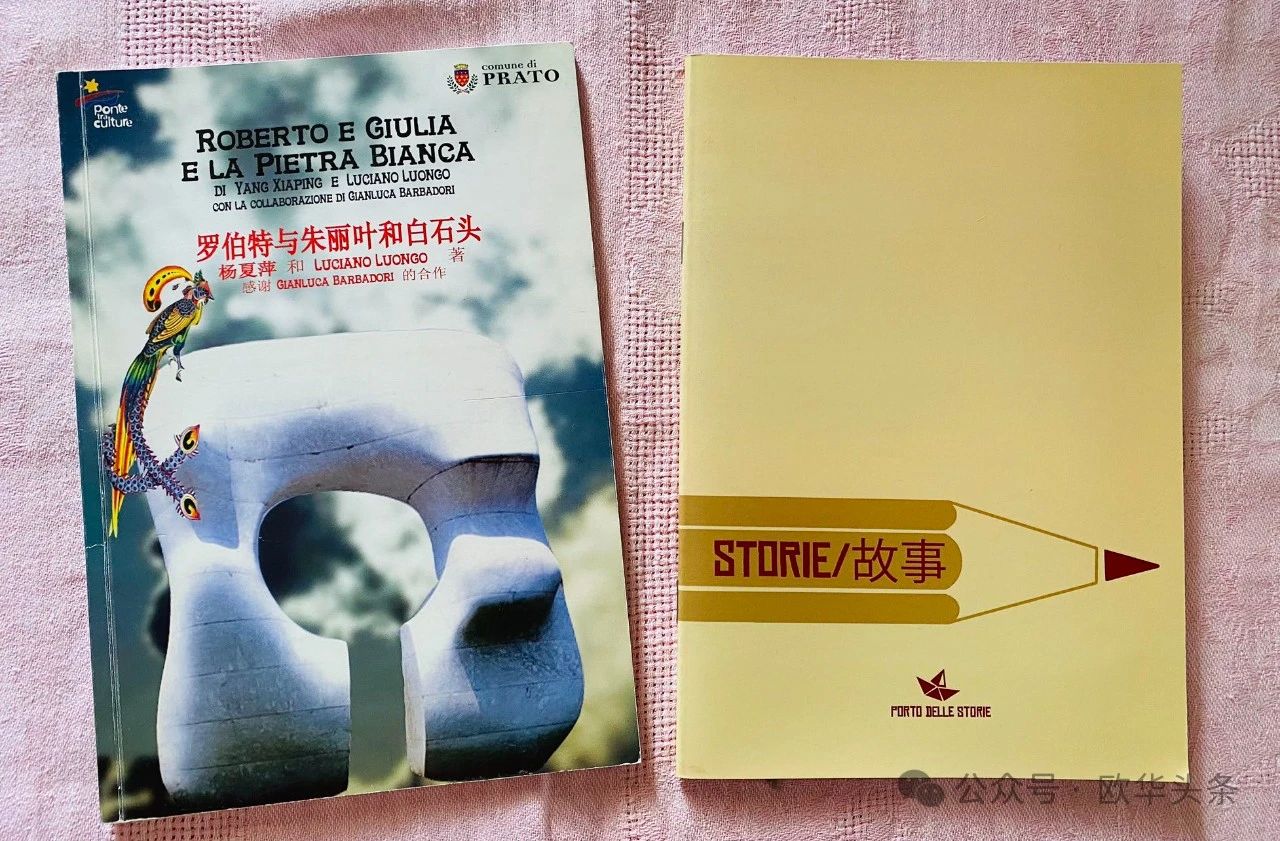 comune di
PRATO
Ponte
tra
culture
ROBERTO E GIULIA
E LA PIETRA BIANCA
DI YANG XIAPING E LUCIANO LUONGO
CON LA COLLABORAZIONE DI GIANLUCA BARBADORI
罗伯特与朱丽叶和白石头
杨夏萍 和 LUCIANO LUONGO 著
感谢 GIANLUCA BARBADORI 的合作
STORIE/故事
PORTO DELLE STORIE
公众号 · 欧华头条